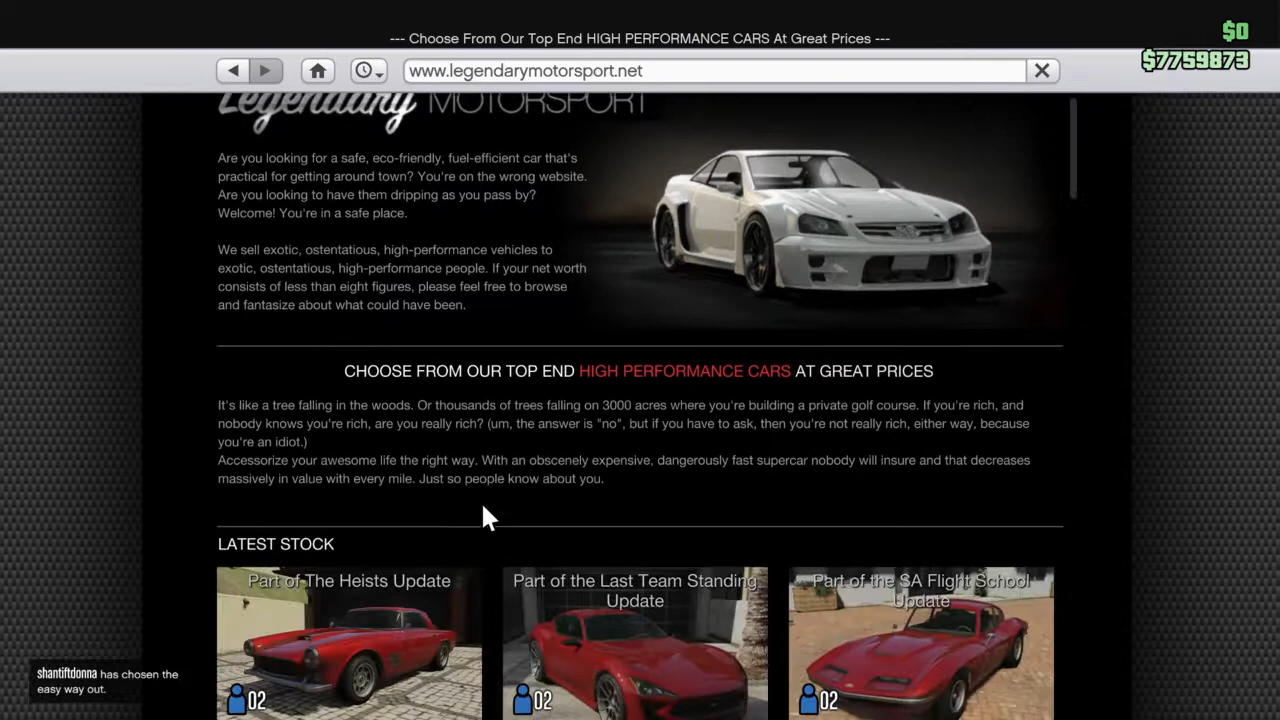 --- Choose From Our Top End HIGH PERFORMANCE CARS At Great Prices ---
$0
$7759873
www.legendarymotorsport.net
Legendary MOTORSPORT
Are you looking for a safe, eco-friendly, fuel-efficient car that's
practical for getting around town? You're on the wrong website.
Are you looking to have them dripping as you pass by?
Welcome! You're in a safe place.
We sell exotic, ostentatious, high-performance vehicles to
exotic, ostentatious, high-performance people. If your net worth
consists of less than eight figures, please feel free to browse
and fantasize about what could have been.
CHOOSE FROM OUR TOP END HIGH PERFORMANCE CARS AT GREAT PRICES
It's like a tree falling in the woods. Or thousands of trees falling on 3000 acres where you're building a private golf course. If you're rich, and
nobody knows you're rich, are you really rich? (um, the answer is "no", but if you have to ask, then you're not really rich, either way, because
you're an idiot.)
Accessorize your awesome life the right way. With an obscenely expensive, dangerously fast supercar nobody will insure and that decreases
massively in value with every mile. Just so people know about you.
LATEST STOCK
Part of The Heists Update
02
Part of the Last Team Standing
Update
02
Part of the SA Flight School
Update
02
shantiftdonna has chosen the
easy way out.